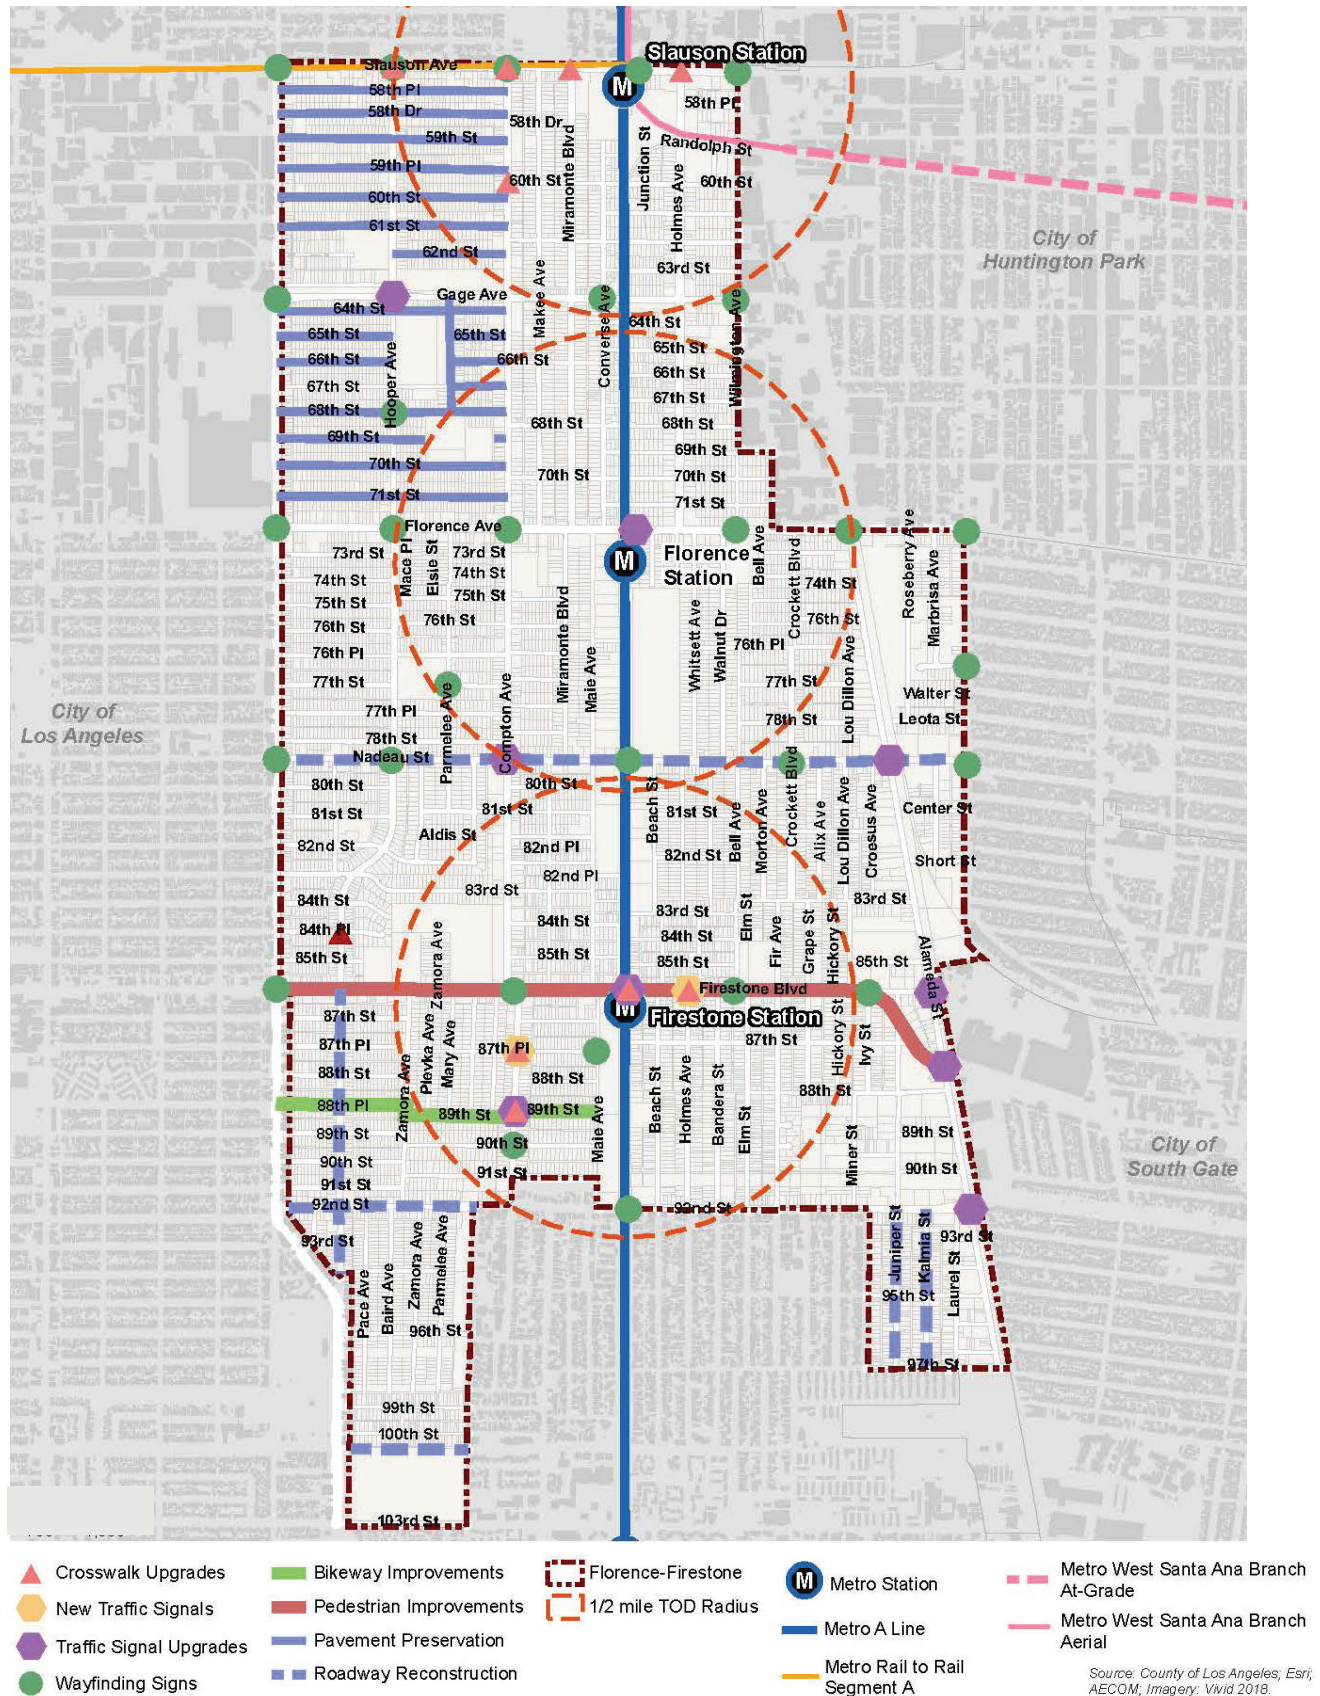 Slauson Station
Slauson Ave
M
58th Pl
58th Pl
58th Dr
58th Dr
59th St
Miramonte Blvd
Junction St
Randolph St
59th Pl
60th St
60th St
Holmes Ave
60th St
61st St
62nd St
City of
Huntington Park
63rd St
Gage Ave
Makee Ave
Converse Ave
Wilmington Ave
64th St
64th St
65th St
65th St
65th St
66th St
66th St
66th St
Hooper Ave
67th St
67th St
68th St
68th St
68th St
69th St
69th St
70th St
70th St
70th St
71st St
71st St
Florence Ave
M
Florence
Station
73rd St
Mace Pl
Elsie St
73rd St
Bell Ave
Crockett Blvd
Roseberry Ave
Marbrisa Ave
74th St
74th St
74th St
75th St
75th St
76th St
76th St
76th St
Miramonte Blvd
Maie Ave
Whitsett Ave
Walnut Dr
76th Pl
76th Pl
Lou Dillon Ave
77th St
77th St
Walter St
City of
Los Angeles
77th Pl
Parmelee Ave
Compton Ave
78th St
Leota St
78th St
Nadeau St
80th St
80th St
81st St
81st St
Beach St
81st St
Bell Ave
Morton Ave
Crockett Blvd
Alix Ave
Lou Dillon Ave
Croesus Ave
Center St
82nd St
Aldis St
82nd Pl
82nd St
Short St
82nd Pl
83rd St
84th St
83rd St
83rd St
84th Pl
84th St
84th St
Elm St
Fir Ave
Grape St
Hickory St
85th St
Zamora Ave
85th St
85th St
85th St
Alameda St
Firestone Blvd
M
Firestone Station
87th St
87th St
87th Pl
Plevka Ave
Mary Ave
87th Pl
Hickory St
Ivy St
88th St
Zamora Ave
88th St
Beach St
Holmes Ave
Bandera St
Elm St
88th St
88th Pl
89th St
89th St
Maie Ave
89th St
90th St
Miner St
89th St
90th St
91st St
90th St
City of
South Gate
91st St
92nd St
92nd St
93rd St
Zamora Ave
Parmelee Ave
Juniper St
Kalmia St
93rd St
Pace Ave
Baird Ave
Laurel St
95th St
96th St
97th St
99th St
100th St
103rd St
Crosswalk Upgrades
New Traffic Signals
Traffic Signal Upgrades
Wayfinding Signs
Bikeway Improvements
Pedestrian Improvements
Pavement Preservation
Roadway Reconstruction
Florence-Firestone
1/2 mile TOD Radius
M
Metro Station
Metro A Line
Metro Rail to Rail
Segment A
Metro West Santa Ana Branch
At-Grade
Metro West Santa Ana Branch
Aerial
Source: County of Los Angeles; Esri;
AECOM; Imagery: Vivid 2018.